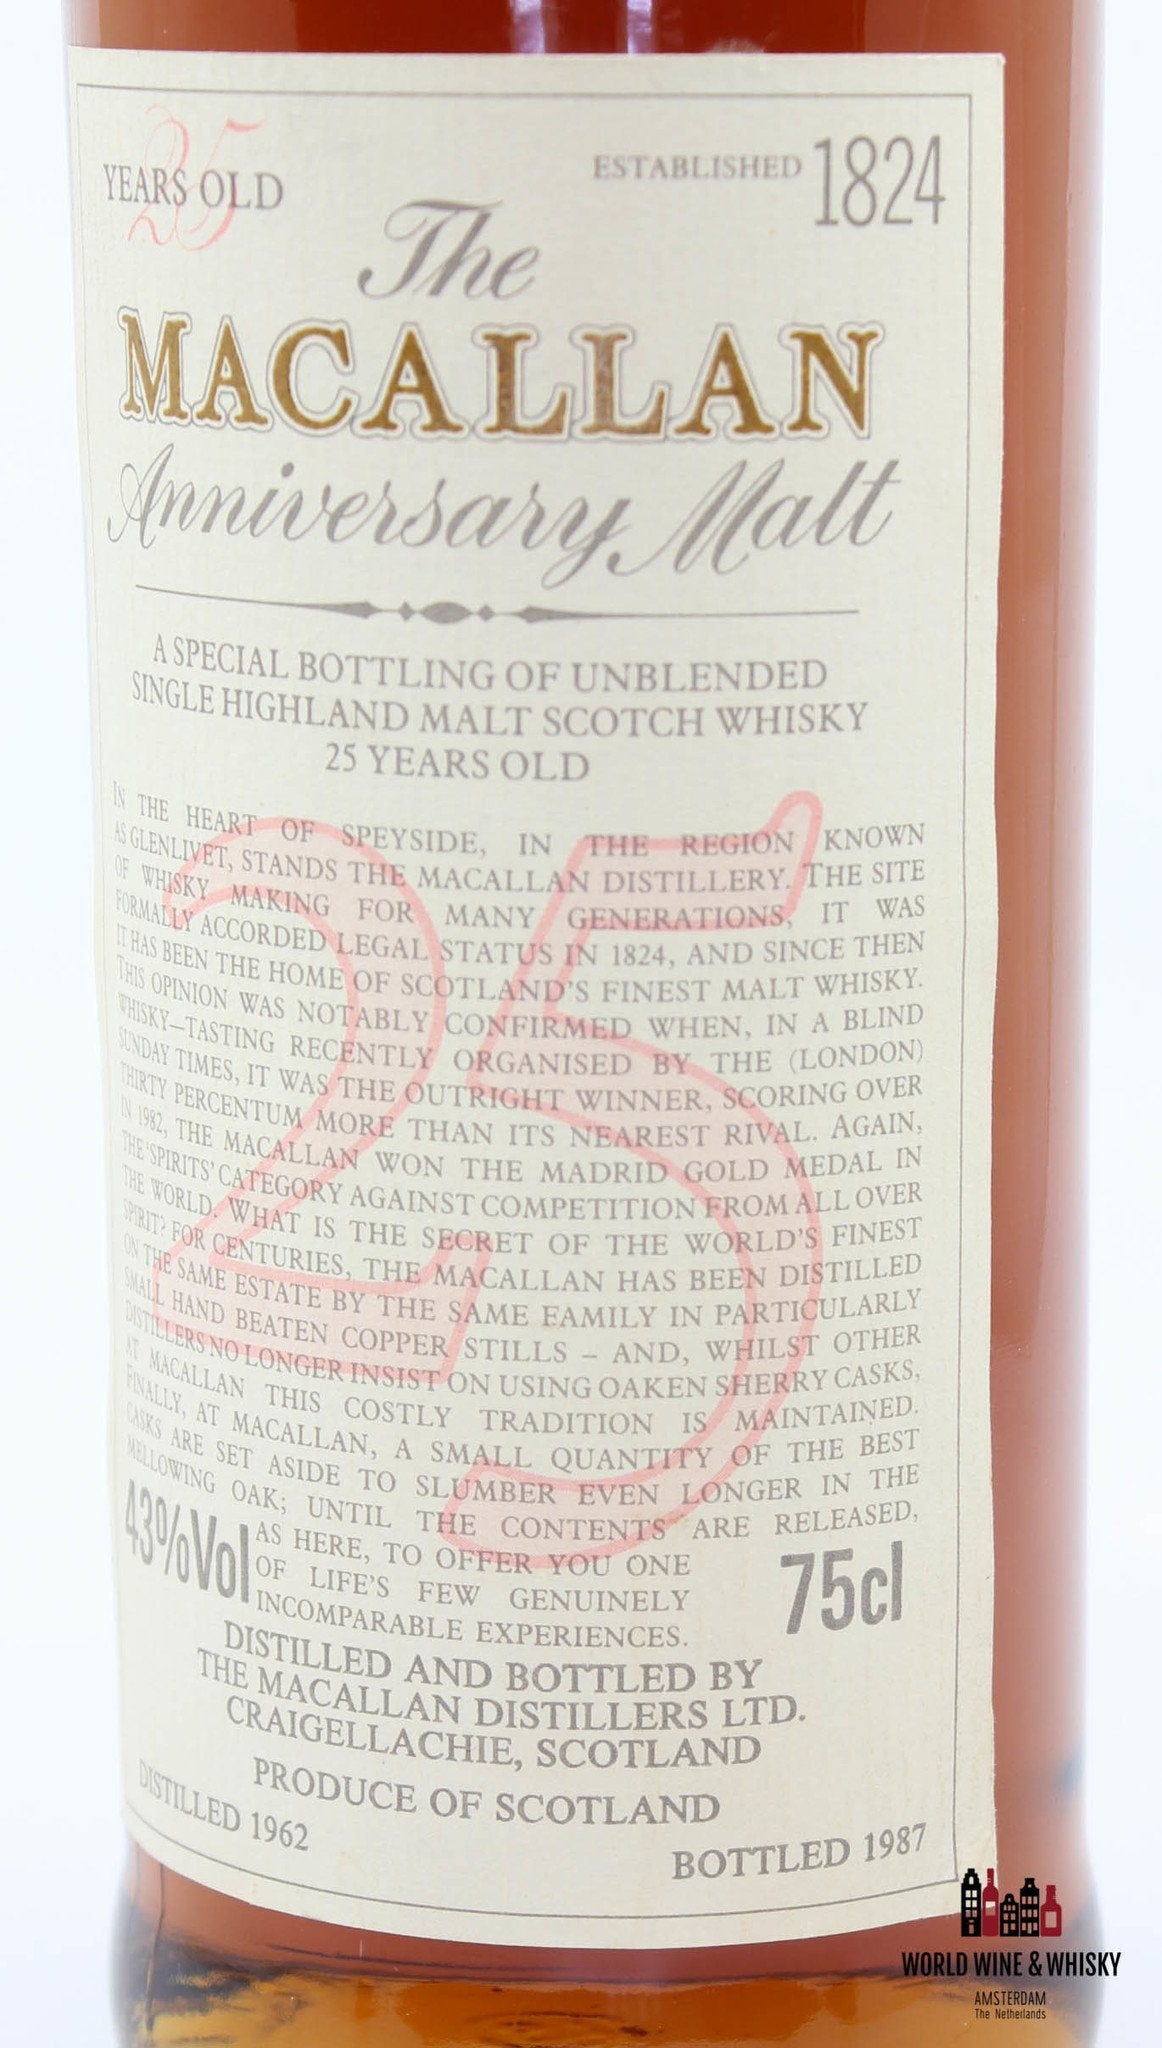 25
YEARS OLD
ESTABLISHED 1824
The
MACALLAN
Anniversary Malt
A SPECIAL BOTTLING OF UNBLENDED
SINGLE HIGHLAND MALT SCOTCH WHISKY
25 YEARS OLD
25
IN THE HEART OF SPEYSIDE, IN THE REGION KNOWN
AS GLENLIVET, STANDS THE MACALLAN DISTILLERY. THE SITE
OF WHISKY MAKING FOR MANY GENERATIONS, IT WAS
FORMALLY ACCORDED LEGAL STATUS IN 1824, AND SINCE THEN
IT HAS BEEN THE HOME OF SCOTLAND'S FINEST MALT WHISKY.
THIS OPINION WAS NOTABLY CONFIRMED WHEN, IN A BLIND
WHISKY–TASTING RECENTLY ORGANISED BY THE (LONDON)
SUNDAY TIMES, IT WAS THE OUTRIGHT WINNER, SCORING OVER
THIRTY PERCENTUM MORE THAN ITS NEAREST RIVAL. AGAIN,
IN 1982, THE MACALLAN WON THE MADRID GOLD MEDAL IN
THE 'SPIRITS' CATEGORY AGAINST COMPETITION FROM ALL OVER
THE WORLD. WHAT IS THE SECRET OF THE WORLD'S FINEST
SPIRIT? FOR CENTURIES, THE MACALLAN HAS BEEN DISTILLED
ON THE SAME ESTATE BY THE SAME FAMILY IN PARTICULARLY
SMALL HAND BEATEN COPPER STILLS – AND, WHILST OTHER
DISTILLERS NO LONGER INSIST ON USING OAKEN SHERRY CASKS,
AT MACALLAN THIS COSTLY TRADITION IS MAINTAINED.
FINALLY, AT MACALLAN, A SMALL QUANTITY OF THE BEST
CASKS ARE SET ASIDE TO SLUMBER EVEN LONGER IN THE
MELLOWING OAK; UNTIL THE CONTENTS ARE RELEASED,
AS HERE, TO OFFER YOU ONE
OF LIFE'S FEW GENUINELY
INCOMPARABLE EXPERIENCES.
43%Vol
75cl
DISTILLED AND BOTTLED BY
THE MACALLAN DISTILLERS LTD.
CRAIGELLACHIE, SCOTLAND
PRODUCE OF SCOTLAND
DISTILLED 1962
BOTTLED 1987
WORLD WINE & WHISKY
AMSTERDAM
The Netherlands